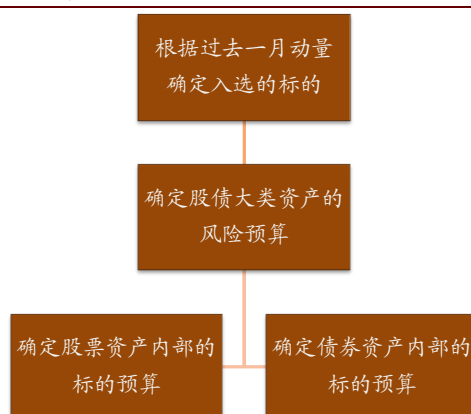 根据过去一月动量
确定入选的标的
确定股债大类资产的
风险预算
确定股票资产内部的
标的预算
确定债券资产内部的
标的预算